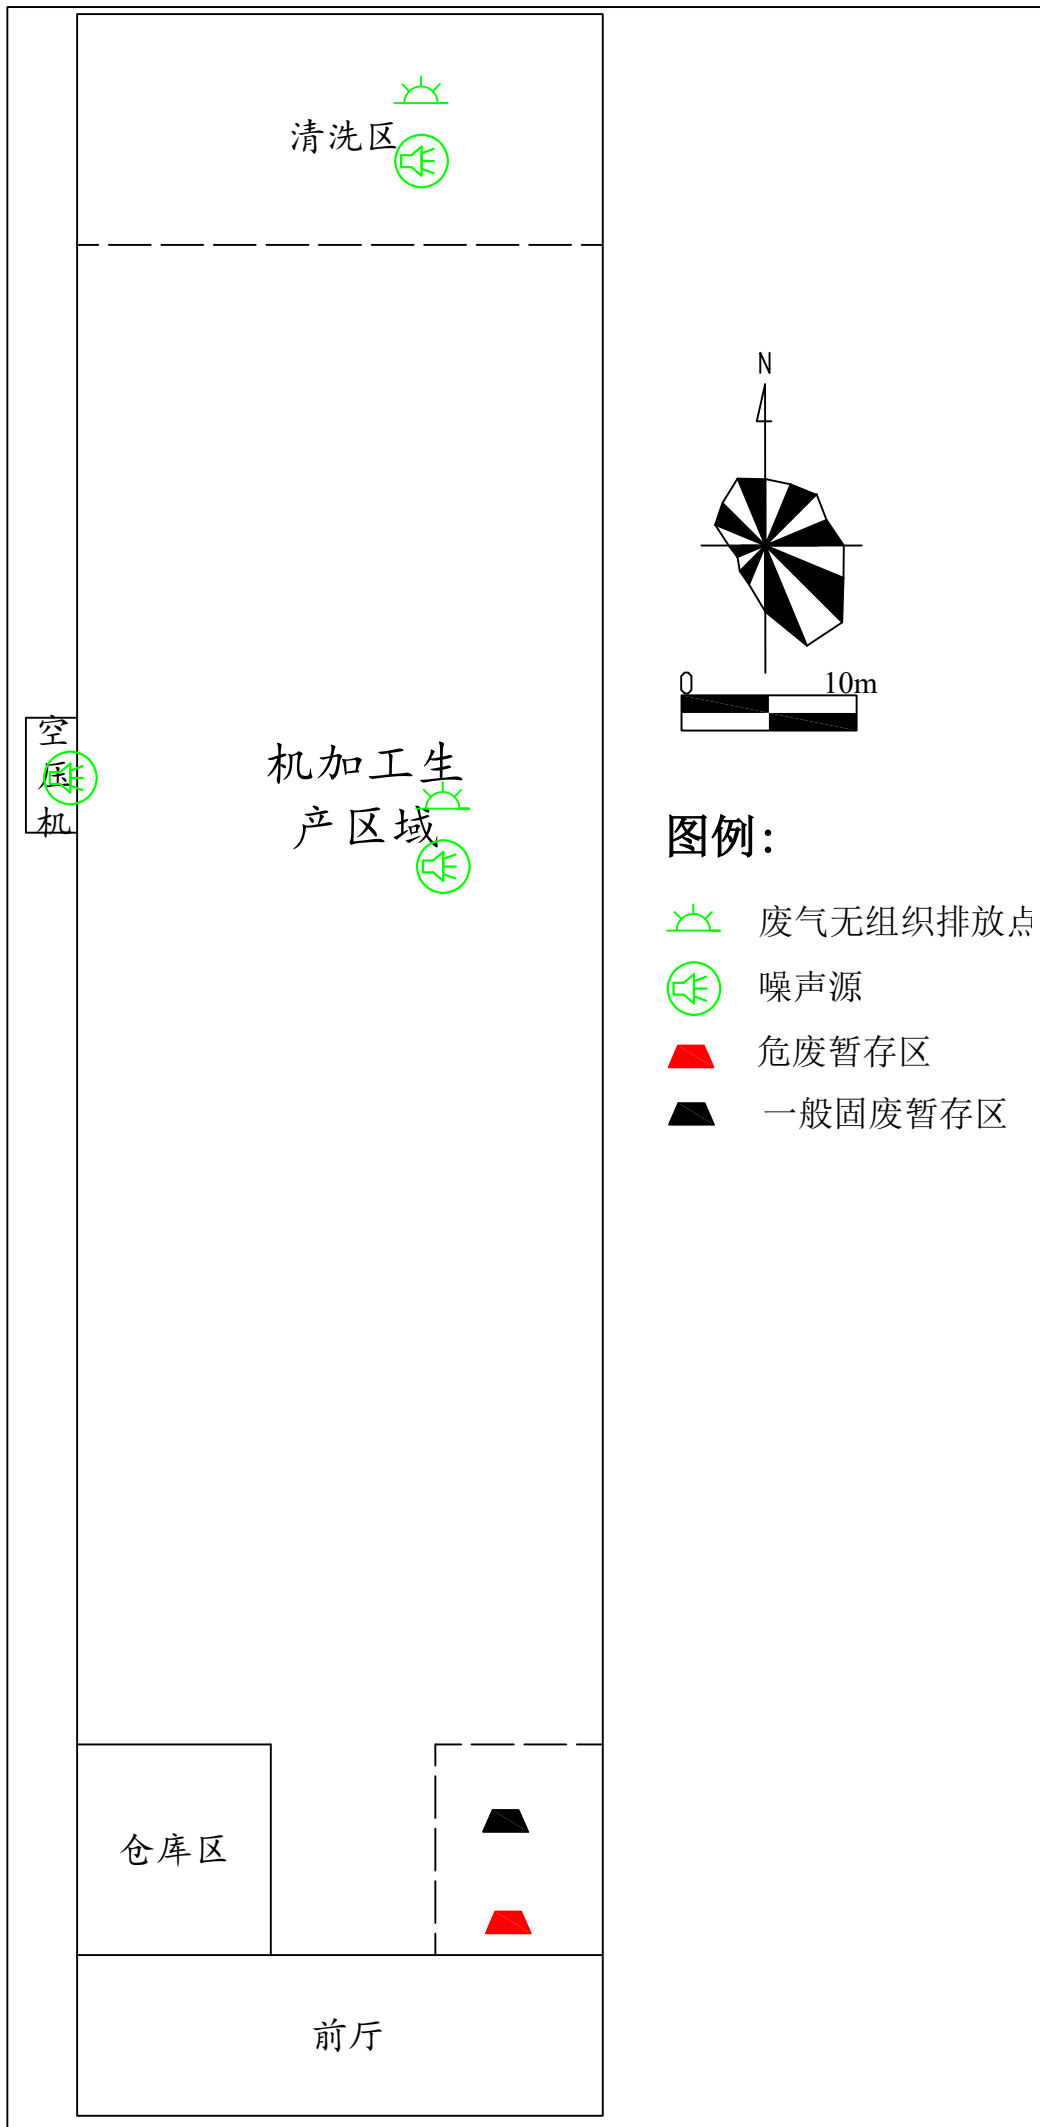 清洗区
N
0 10m
空压机
机加工生
产区域
图例：
废气无组织排放点
噪声源
危废暂存区
一般固废暂存区
仓库区
前厅